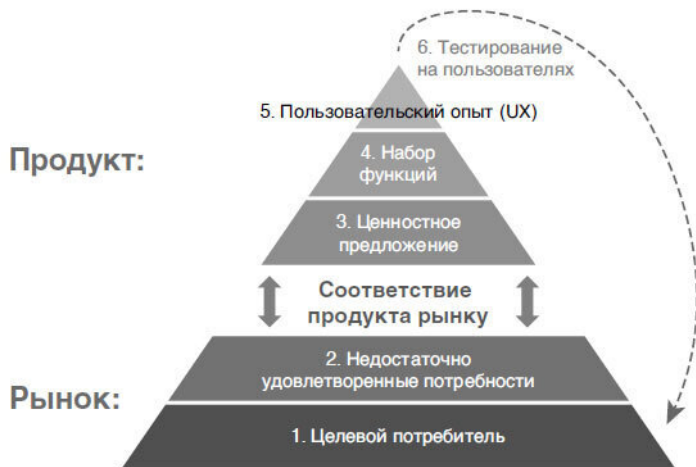 6. Тестирование
на пользователях
5. Пользовательский опыт (UX)
Продукт:
4. Набор
функций
3. Ценностное
предложение
Соответствие
продукта рынку
2. Недостаточно
удовлетворенные потребности
Рынок:
1. Целевой потребитель